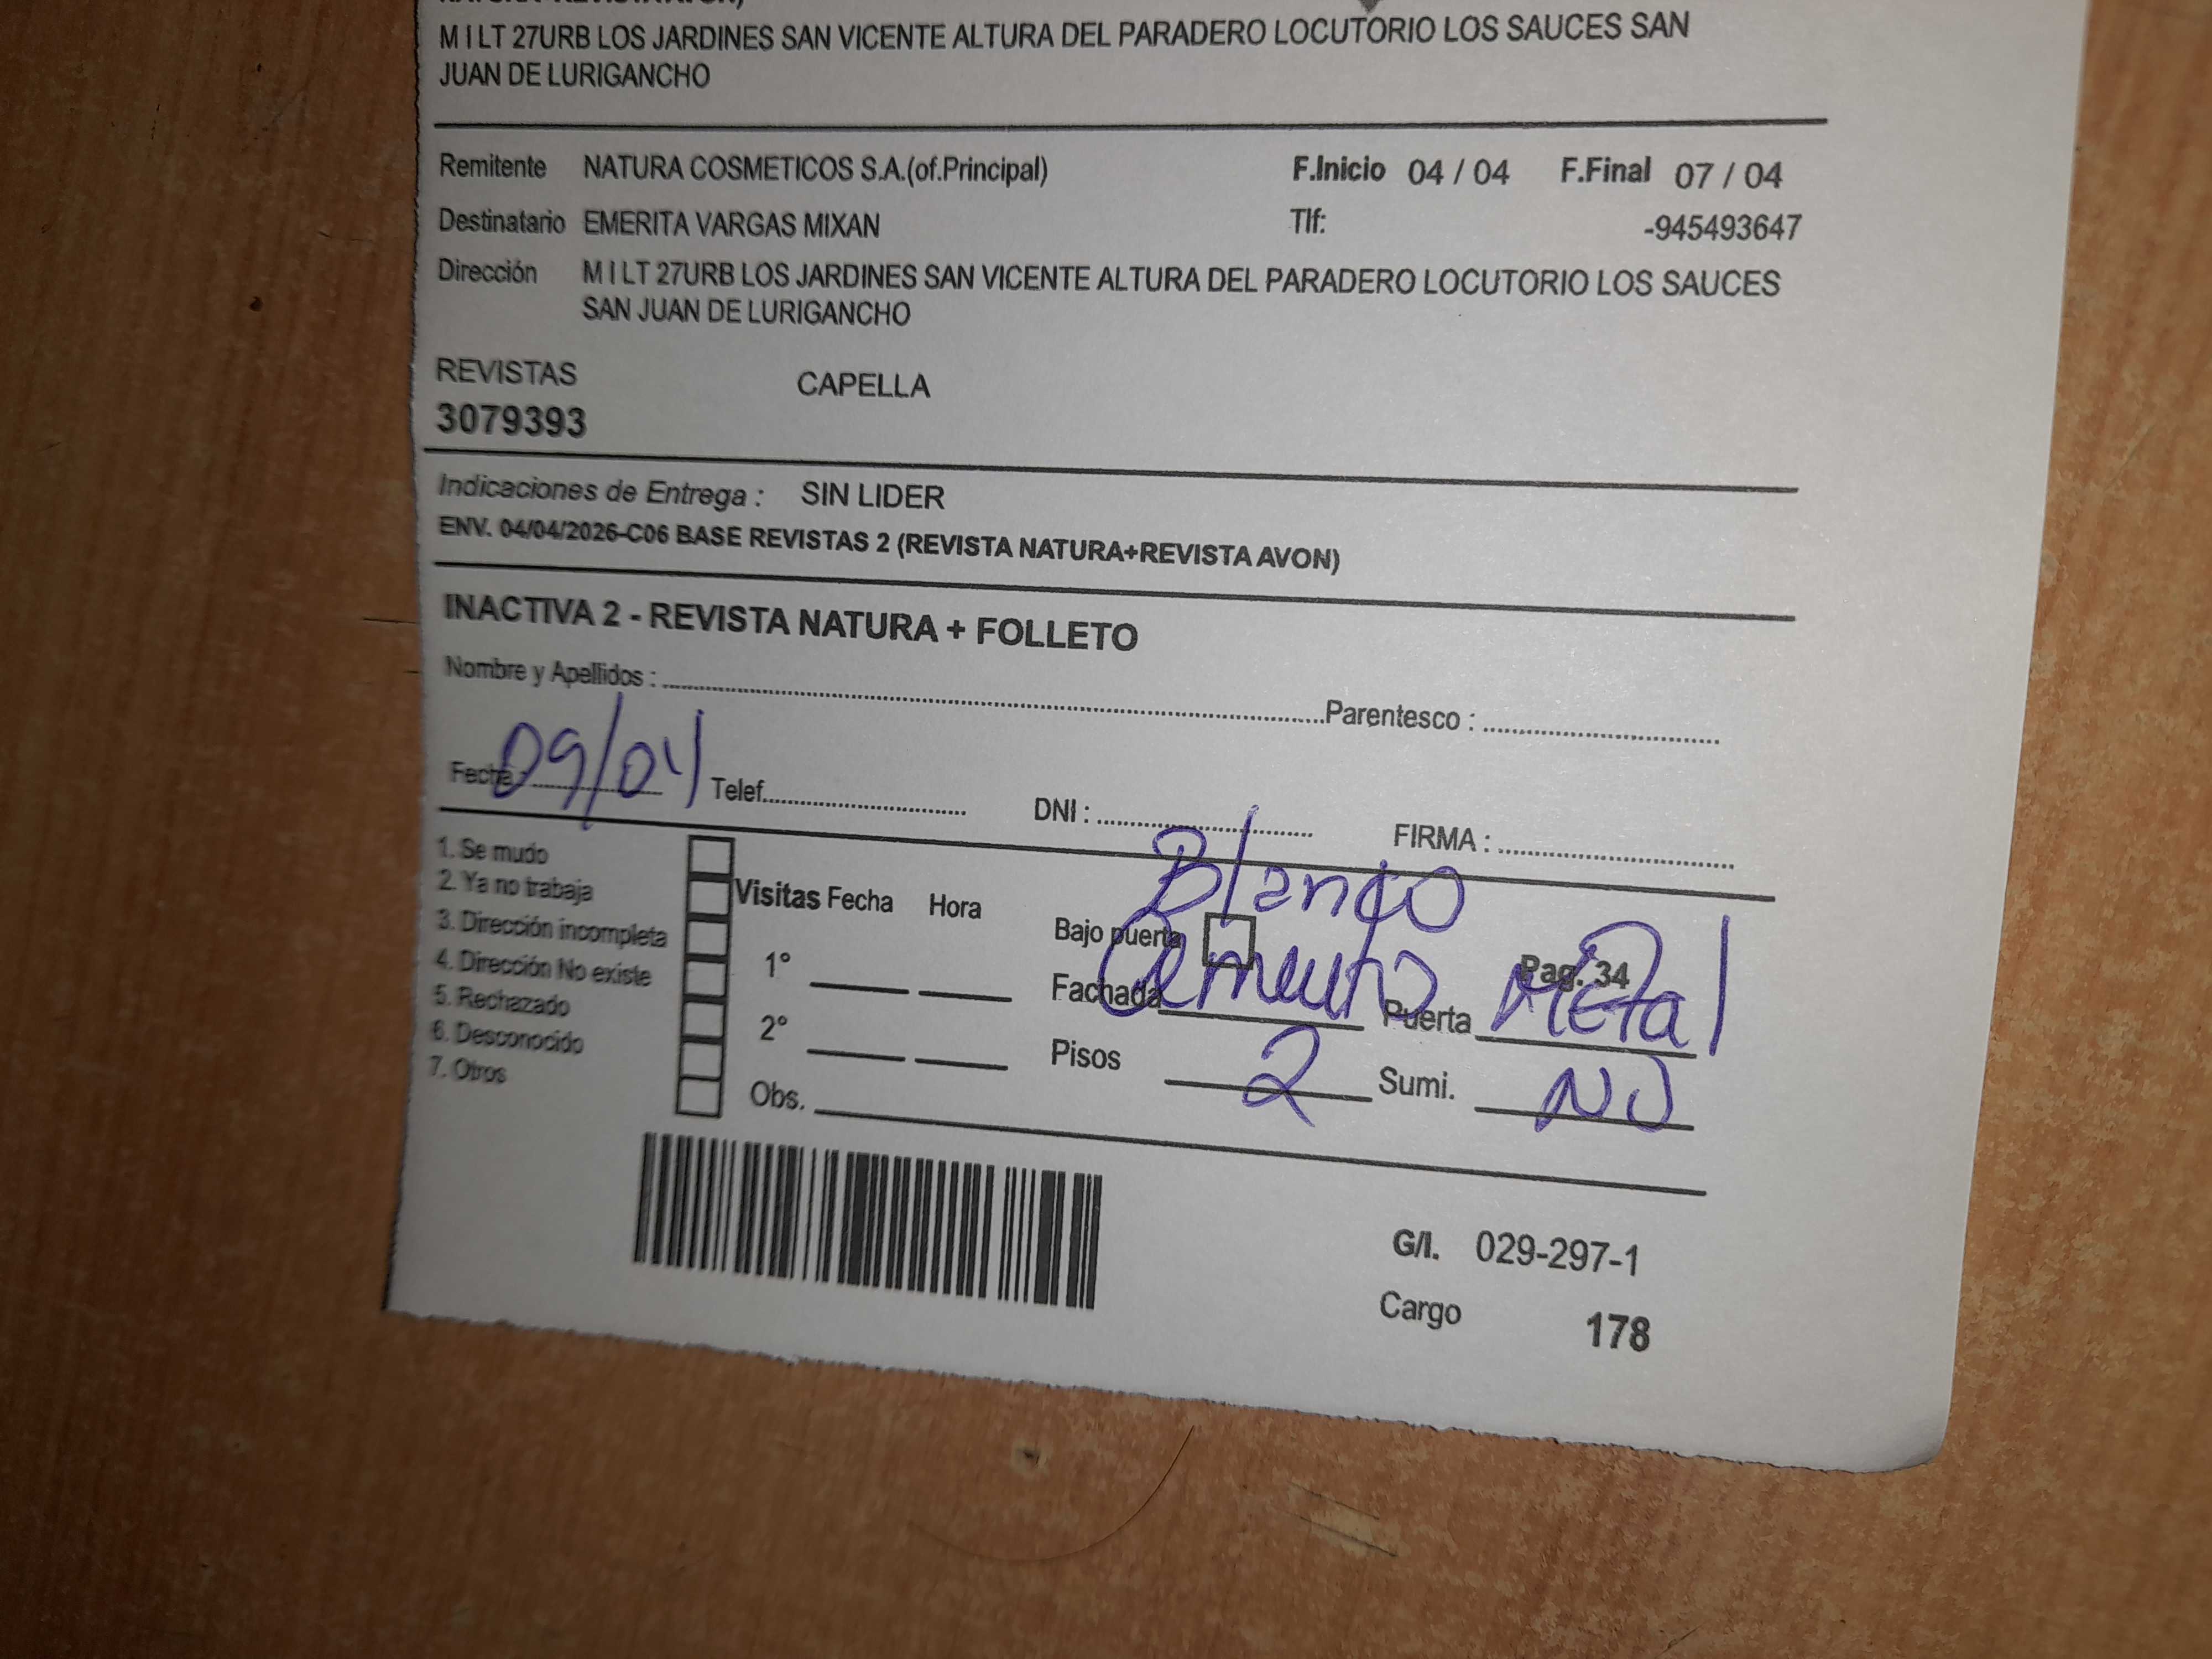 M I LT 27URB LOS JARDINES SAN VICENTE ALTURA DEL PARADERO LOCUTORIO LOS SAUCES SAN
JUAN DE LURIGANCHO
Remitente NATURA COSMETICOS S.A.(of.Principal) F.Inicio 04 / 04 F.Final 07 / 04
Destinatario EMERITA VARGAS MIXAN Tlf: -945493647
Dirección M I LT 27URB LOS JARDINES SAN VICENTE ALTURA DEL PARADERO LOCUTORIO LOS SAUCES
SAN JUAN DE LURIGANCHO
REVISTAS CAPELLA
3079393
Indicaciones de Entrega : SIN LIDER
ENV. 04/04/2026-C06 BASE REVISTAS 2 (REVISTA NATURA+REVISTA AVON)
INACTIVA 2 - REVISTA NATURA + FOLLETO
Nombre y Apellidos : Parentesco :
Fecha : 09/04 Telef. DNI : FIRMA :
1. Se mudo
2. Ya no trabaja
3. Dirección incompleta
4. Dirección No existe
5. Rechazado
6. Desconocido
7. Otros
Visitas Fecha Hora
1°
2°
Obs.
Blanco
Bajo puerta
Pag. 34
Fachada Cemento Puerta Metal
Pisos 2 Sumi. NO
G/I. 029-297-1
Cargo 178